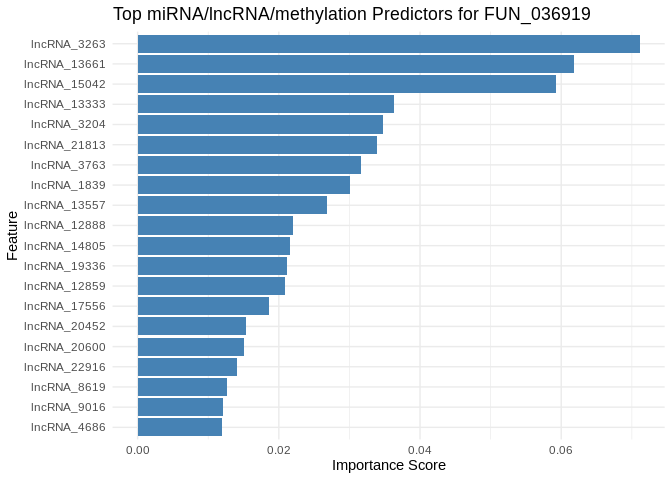 Top miRNA/lncRNA/methylation Predictors for FUN_036919
Feature
lncRNA_3263
lncRNA_13661
lncRNA_15042
lncRNA_13333
lncRNA_3204
lncRNA_21813
lncRNA_3763
lncRNA_1839
lncRNA_13557
lncRNA_12888
lncRNA_14805
lncRNA_19336
lncRNA_12859
lncRNA_17556
lncRNA_20452
lncRNA_20600
lncRNA_22916
lncRNA_8619
lncRNA_9016
lncRNA_4686
0.00 0.02 0.04 0.06
Importance Score